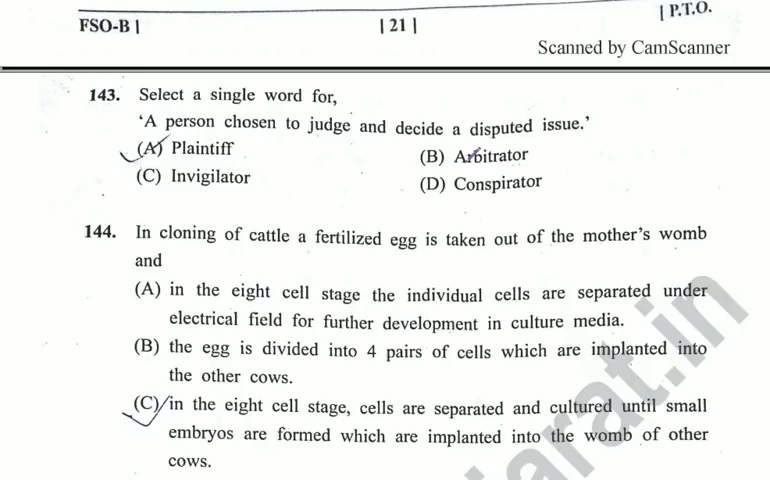 | P.T.O.
FSO-B | | 21 |
Scanned by CamScanner
143. Select a single word for,
‘A person chosen to judge and decide a disputed issue.’
(A) Plaintiff (B) Arbitrator
(C) Invigilator (D) Conspirator
144. In cloning of cattle a fertilized egg is taken out of the mother’s womb
and
(A) in the eight cell stage the individual cells are separated under
electrical field for further development in culture media.
(B) the egg is divided into 4 pairs of cells which are implanted into
the other cows.
(C) in the eight cell stage, cells are separated and cultured until small
embryos are formed which are implanted into the womb of other
cows.